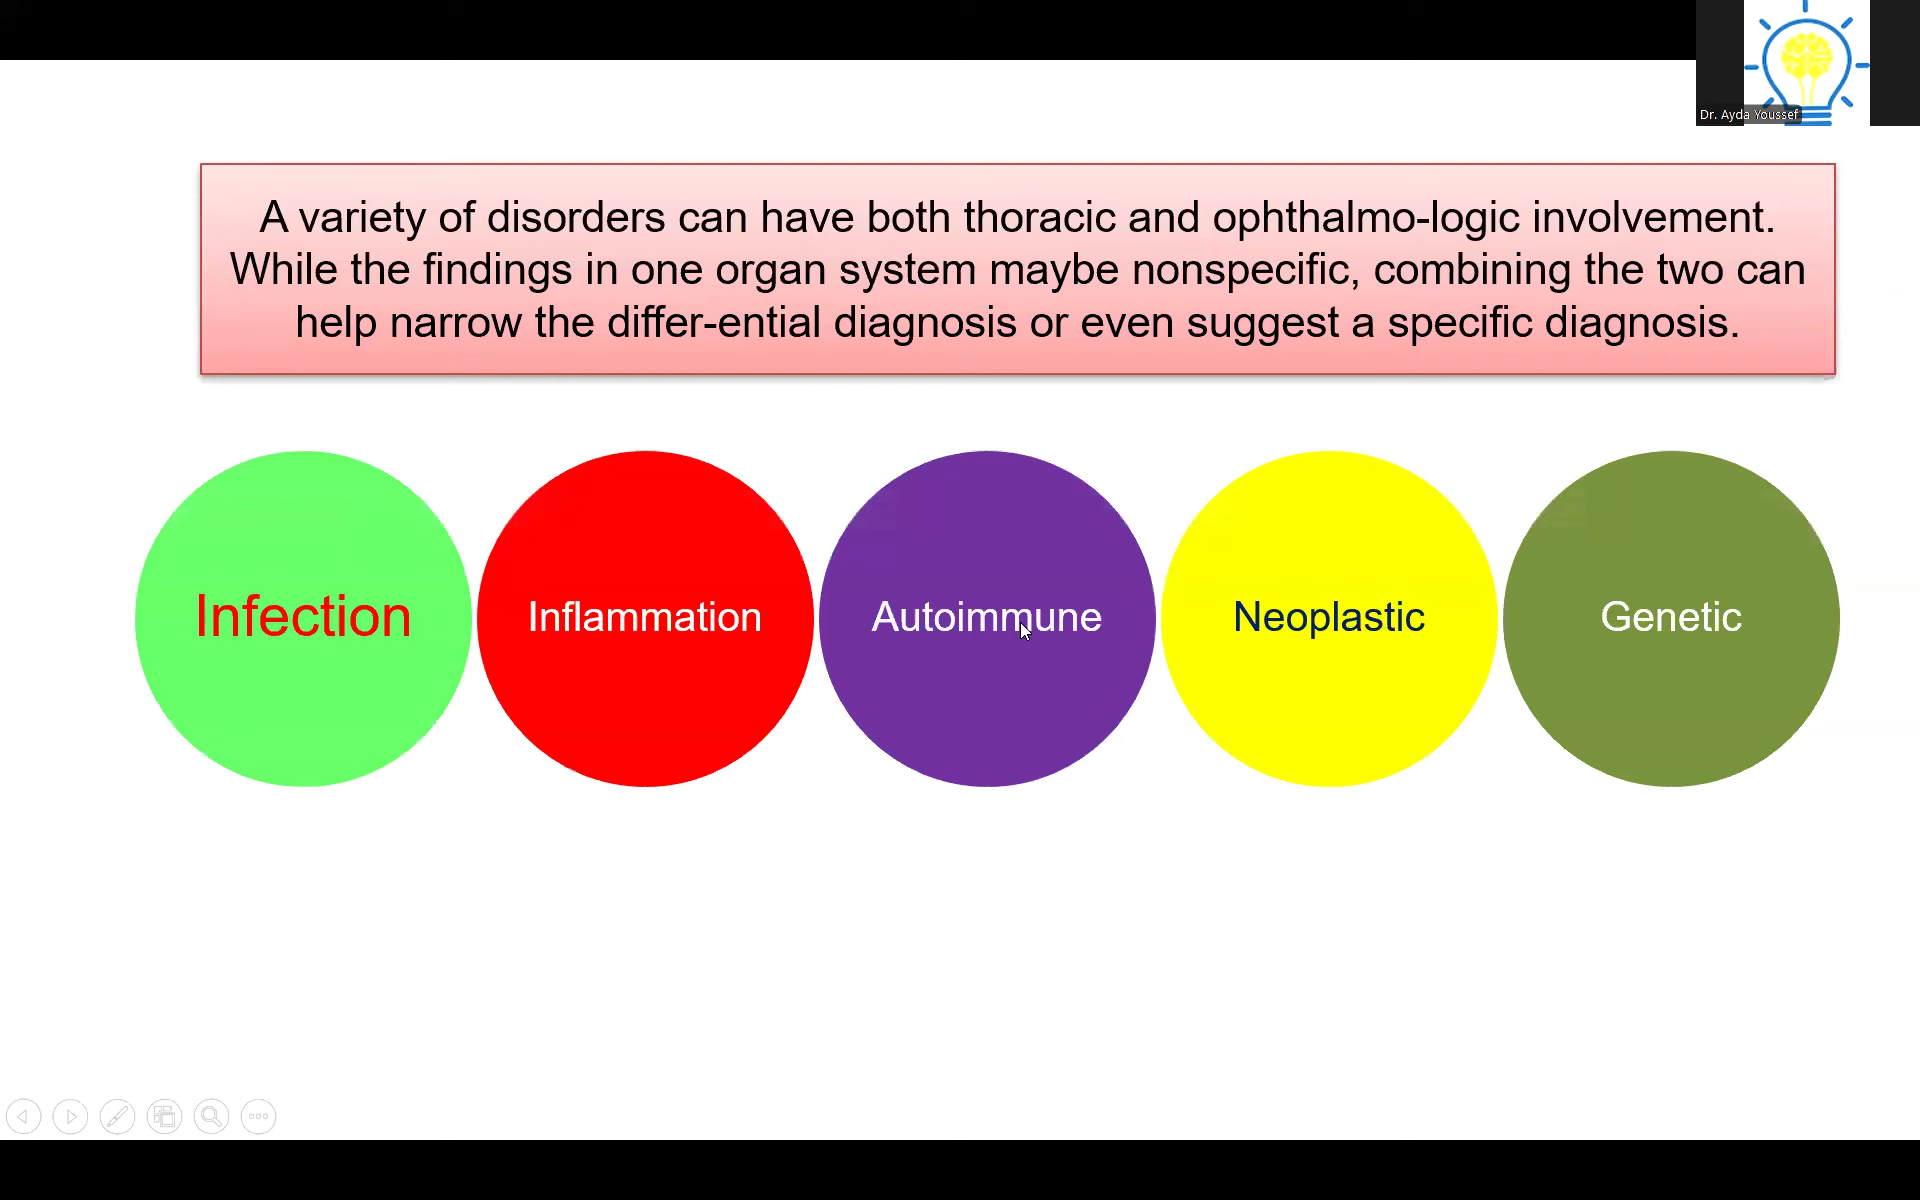 Dr. Ayda Youssef
A variety of disorders can have both thoracic and ophthalmo-logic involvement.
While the findings in one organ system maybe nonspecific, combining the two can
help narrow the differ-ential diagnosis or even suggest a specific diagnosis.
Infection
Inflammation
Autoimmune
Neoplastic
Genetic